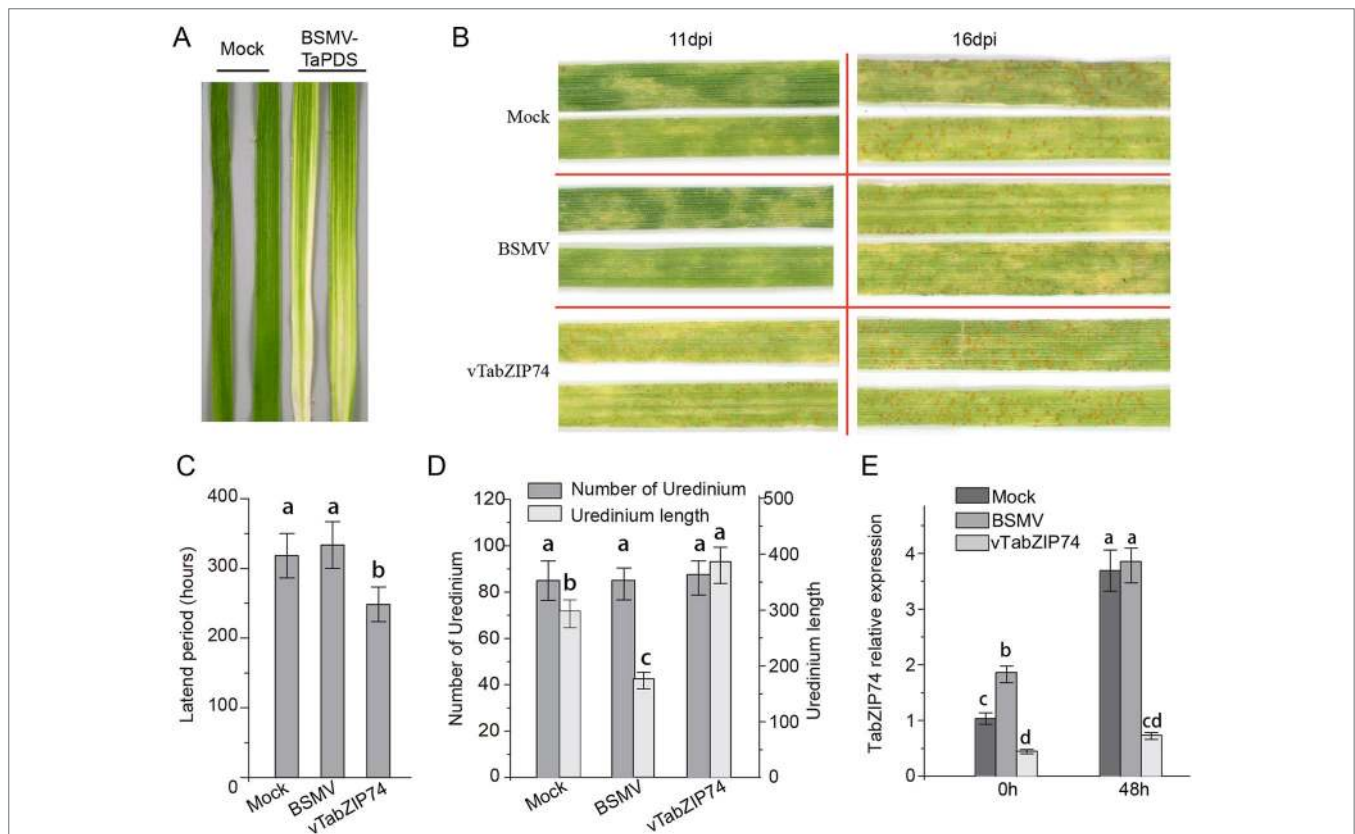 A
Mock
BSMV-
TaPDS
B
11dpi
16dpi
Mock
BSMV
vTabZIP74
C
Latend period (hours)
400
300
200
100
0
a
a
b
Mock
BSMV
vTabZIP74
D
Number of Uredinium
Uredinium length
Number of Uredinium
120
100
80
60
40
20
0
a
b
a
c
a
a
500
400
300
200
100
0
Uredinium length
Mock
BSMV
vTabZIP74
E
Mock
BSMV
vTabZIP74
TabZIP74 relative expression
4
3
2
1
0
c
b
d
a
a
cd
0h
48h